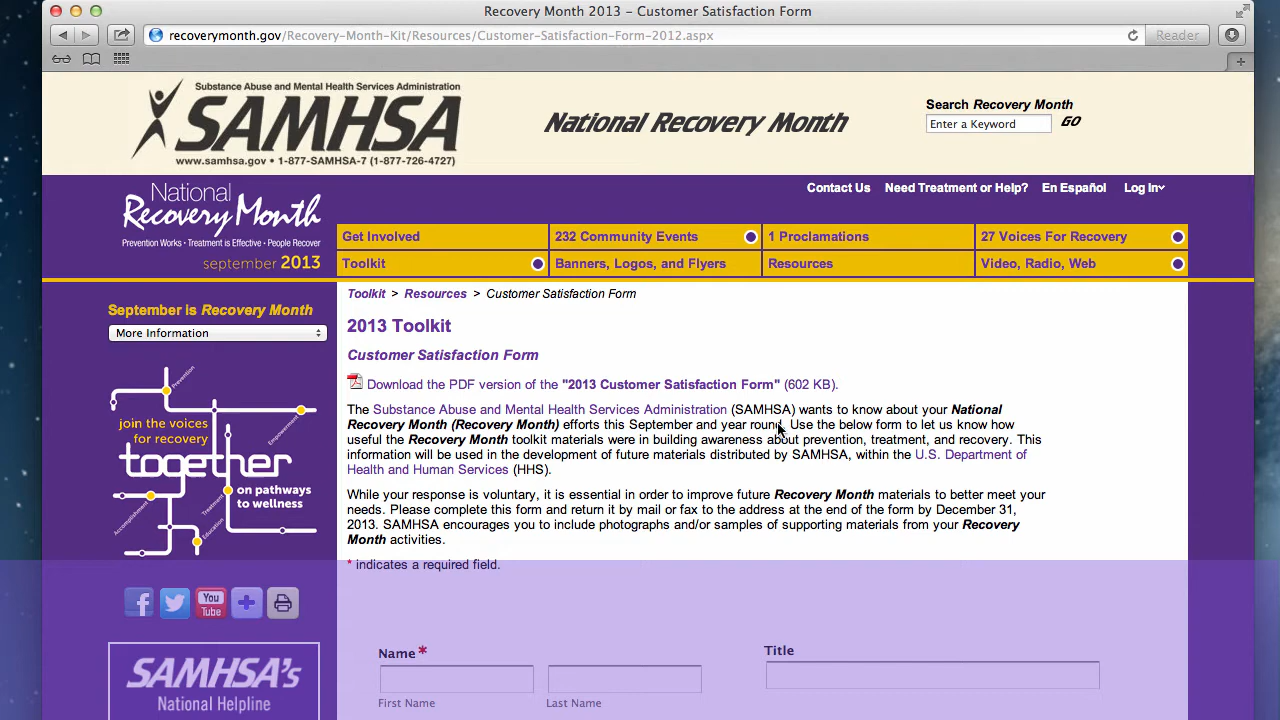 Recovery Month 2013 – Customer Satisfaction Form
recoverymonth.gov/Recovery-Month-Kit/Resources/Customer-Satisfaction-Form-2012.aspx
Reader
Substance Abuse and Mental Health Services Administration
SAMHSA
www.samhsa.gov • 1-877-SAMHSA-7 (1-877-726-4727)
National Recovery Month
Search Recovery Month
Enter a Keyword GO
Contact Us Need Treatment or Help? En Español Log In
National
Recovery Month
Prevention Works • Treatment is Effective • People Recover
september 2013
Get Involved 232 Community Events 1 Proclamations 27 Voices For Recovery
Toolkit Banners, Logos, and Flyers Resources Video, Radio, Web
September is Recovery Month
More Information
Prevention
Empowerment
join the voices
for recovery
together
on pathways
to wellness
Treatment
Accomplishment
Education
You
Tube
SAMHSA's
National Helpline
Toolkit > Resources > Customer Satisfaction Form
2013 Toolkit
Customer Satisfaction Form
Download the PDF version of the "2013 Customer Satisfaction Form" (602 KB).
The Substance Abuse and Mental Health Services Administration (SAMHSA) wants to know about your National
Recovery Month (Recovery Month) efforts this September and year round. Use the below form to let us know how
useful the Recovery Month toolkit materials were in building awareness about prevention, treatment, and recovery. This
information will be used in the development of future materials distributed by SAMHSA, within the U.S. Department of
Health and Human Services (HHS).
While your response is voluntary, it is essential in order to improve future Recovery Month materials to better meet your
needs. Please complete this form and return it by mail or fax to the address at the end of the form by December 31,
2013. SAMHSA encourages you to include photographs and/or samples of supporting materials from your Recovery
Month activities.
* indicates a required field.
Name * Title
First Name Last Name